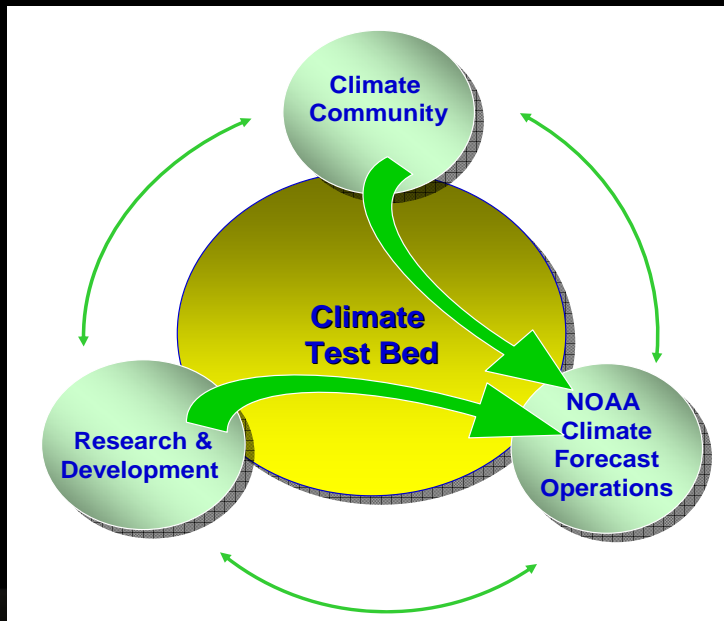 Climate
Community
Climate
Test Bed
Research &
Development
NOAA
Climate
Forecast
Operations